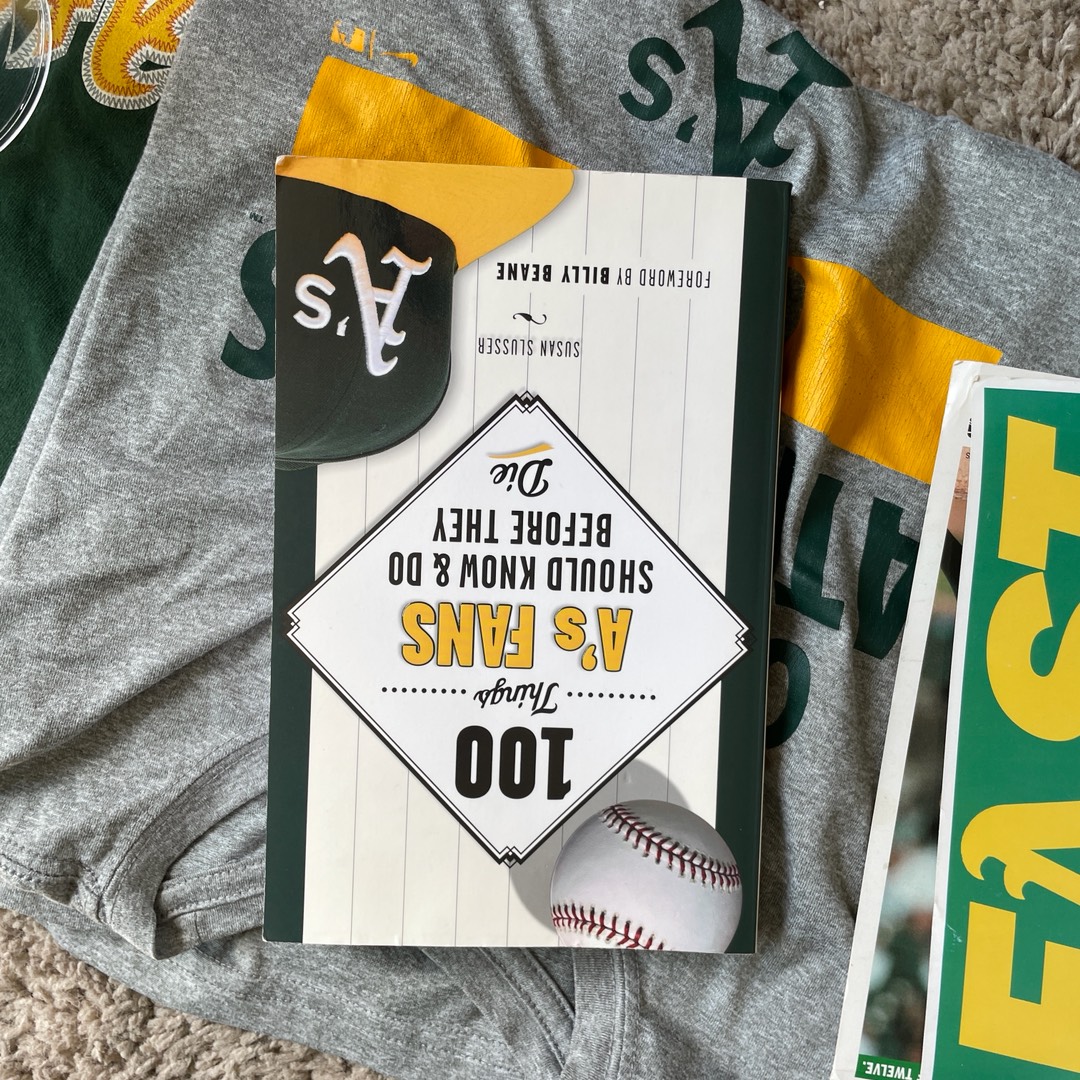 100
Things
A's FANS
SHOULD KNOW & DO
BEFORE THEY
Die
SUSAN SLUSSER
FOREWORD BY BILLY BEANE
A's
A's
EAST
TWELVE.